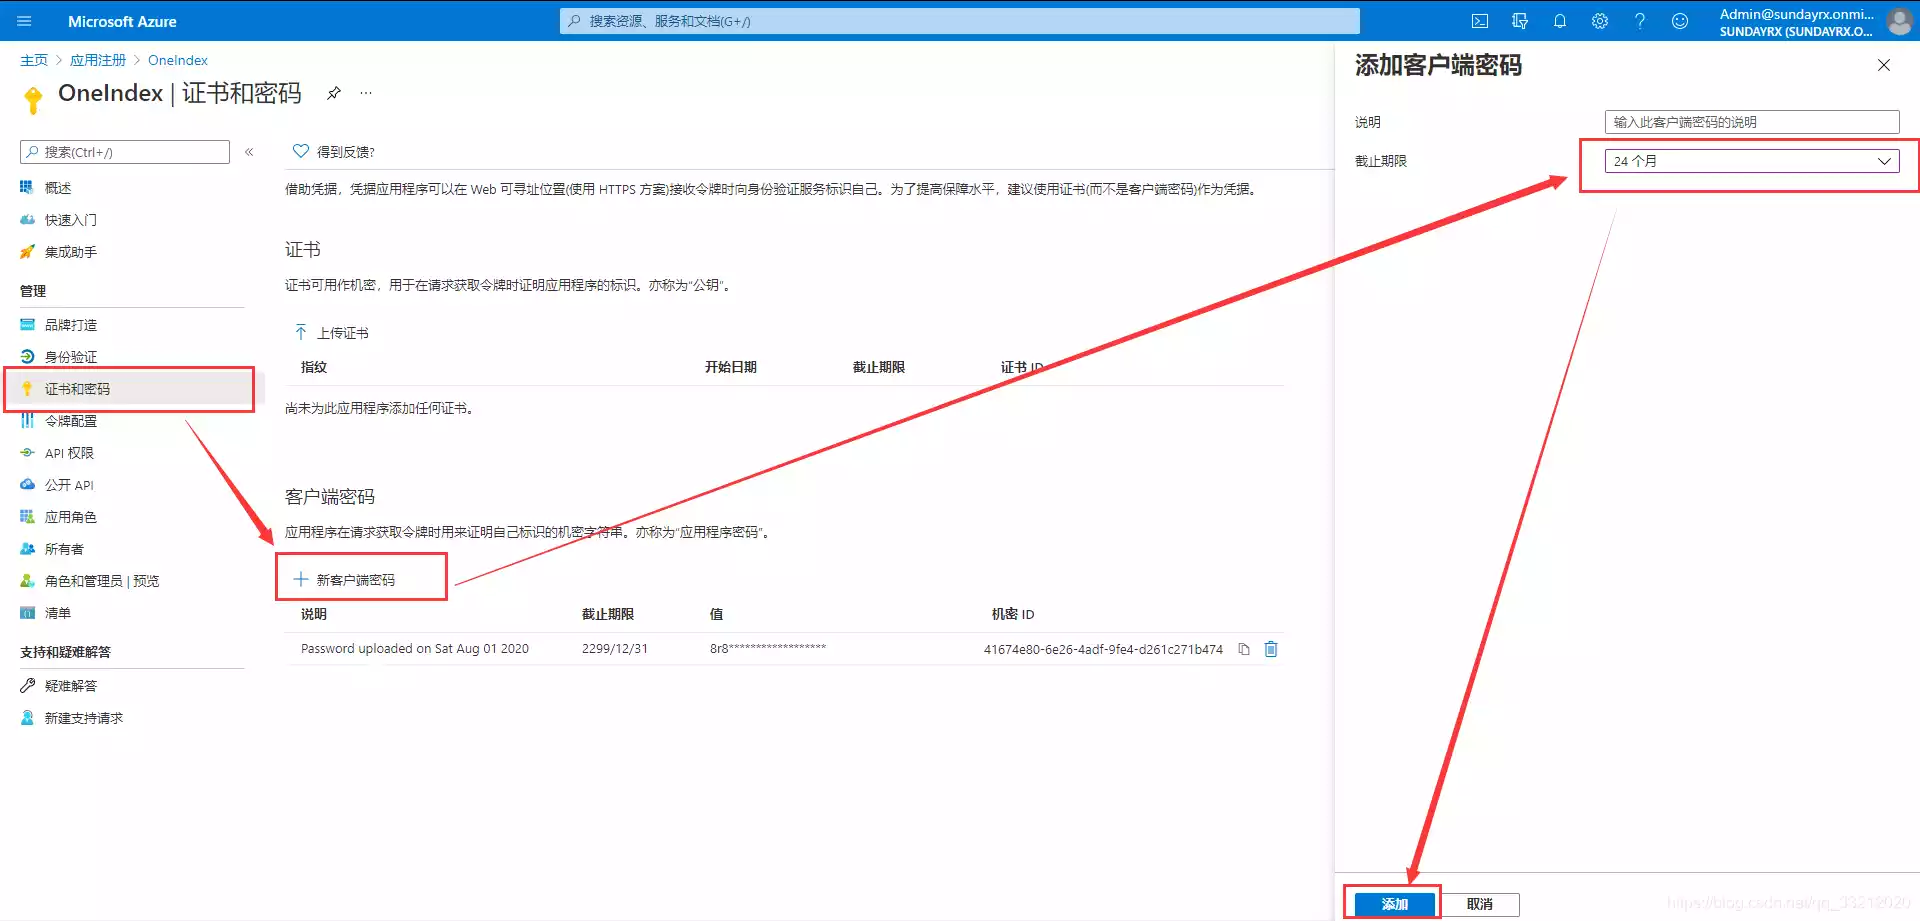 Microsoft Azure
搜索资源、服务和文档(G+/)
Admin@sundayrx.onmi...
SUNDAYRX (SUNDAYRX.O...
主页 > 应用注册 > OneIndex
OneIndex | 证书和密码
搜索(Ctrl+/)
概述
快速入门
集成助手
管理
品牌打造
身份验证
证书和密码
令牌配置
API 权限
公开 API
应用角色
所有者
角色和管理员 | 预览
清单
支持和疑难解答
疑难解答
新建支持请求
得到反馈?
借助凭据，凭据应用程序可以在 Web 可寻址位置(使用 HTTPS 方案)接收令牌时向身份验证服务标识自己。为了提高保障水平，建议使用证书(而不是客户端密码)作为凭据。
证书
证书可用作机密，用于在请求获取令牌时证明应用程序的标识。亦称为“公钥”。
上传证书
指纹 开始日期 截止期限 证书 ID
尚未为此应用程序添加任何证书。
客户端密码
应用程序在请求获取令牌时用来证明自己标识的机密字符串。亦称为“应用程序密码”。
新客户端密码
说明 截止期限 值 机密 ID
Password uploaded on Sat Aug 01 2020 2299/12/31 8r8****************** 41674e80-6e26-4adf-9fe4-d261c271b474
添加客户端密码
说明 输入此客户端密码的说明
截止期限 24 个月
添加 取消
https://blog.csdn.net/qq_33212020